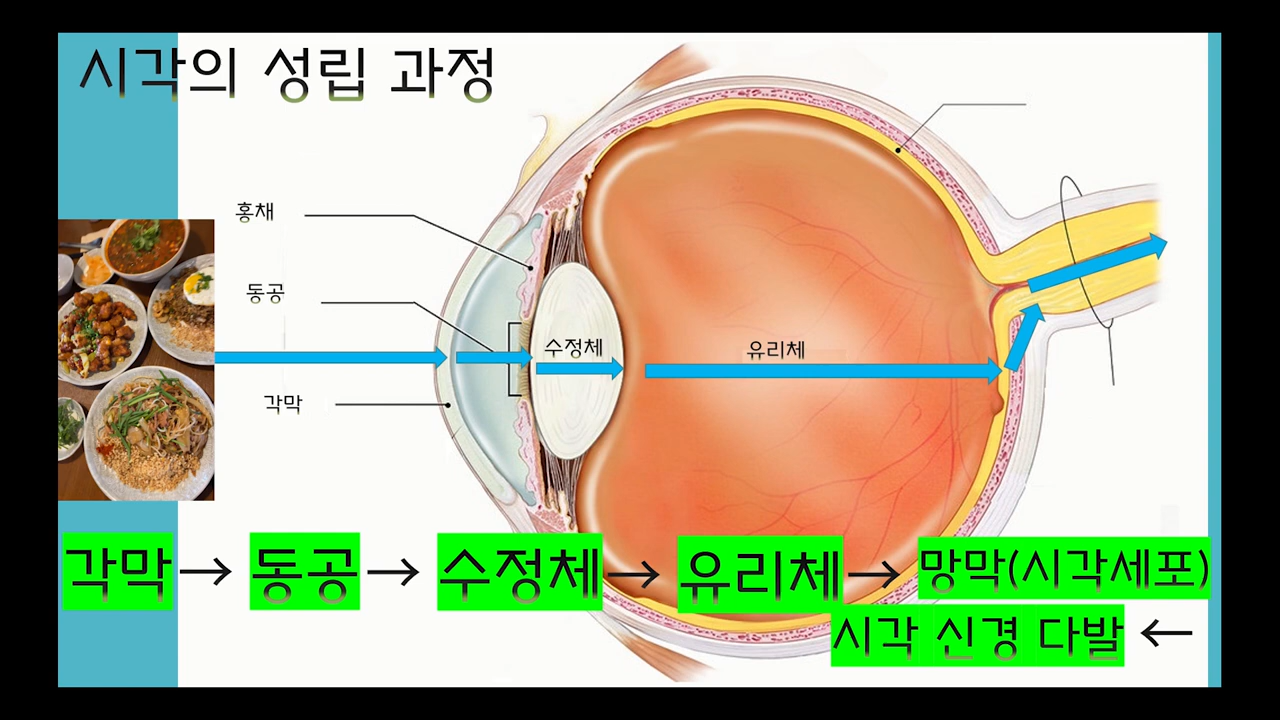 시각의 성립 과정
홍채
동공
수정체
유리체
각막
각막 → 동공 → 수정체 → 유리체 → 망막(시각세포)
시각 신경 다발 ←